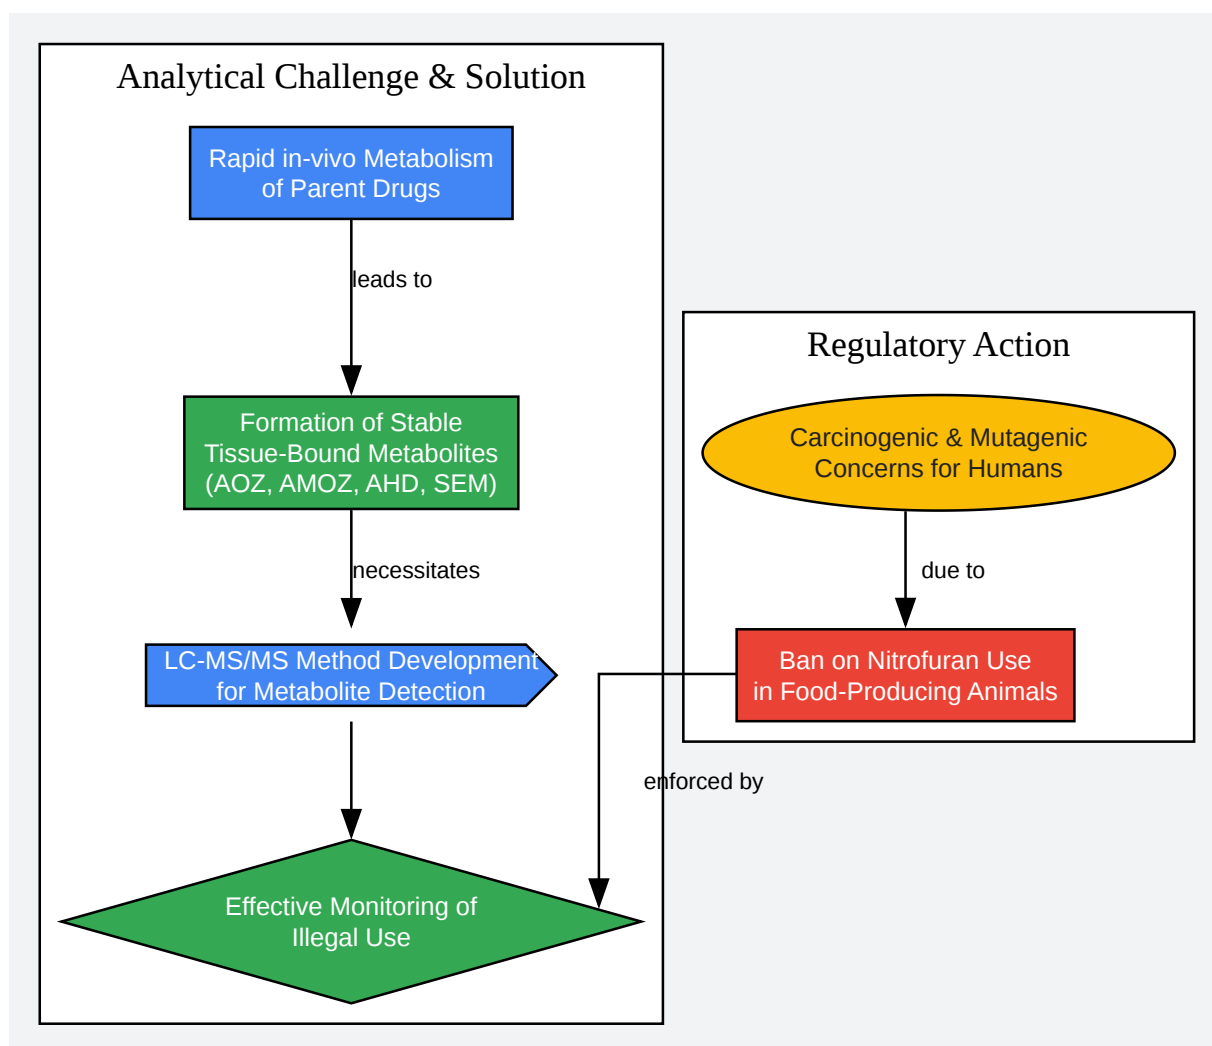 Analytical Challenge & Solution
Rapid in-vivo Metabolism
of Parent Drugs
leads to
Formation of Stable
Tissue-Bound Metabolites
(AOZ, AMOZ, AHD, SEM)
necessitates
LC-MS/MS Method Development
for Metabolite Detection
Effective Monitoring of
Illegal Use
Regulatory Action
Carcinogenic & Mutagenic
Concerns for Humans
due to
Ban on Nitrofuran Use
in Food-Producing Animals
enforced by